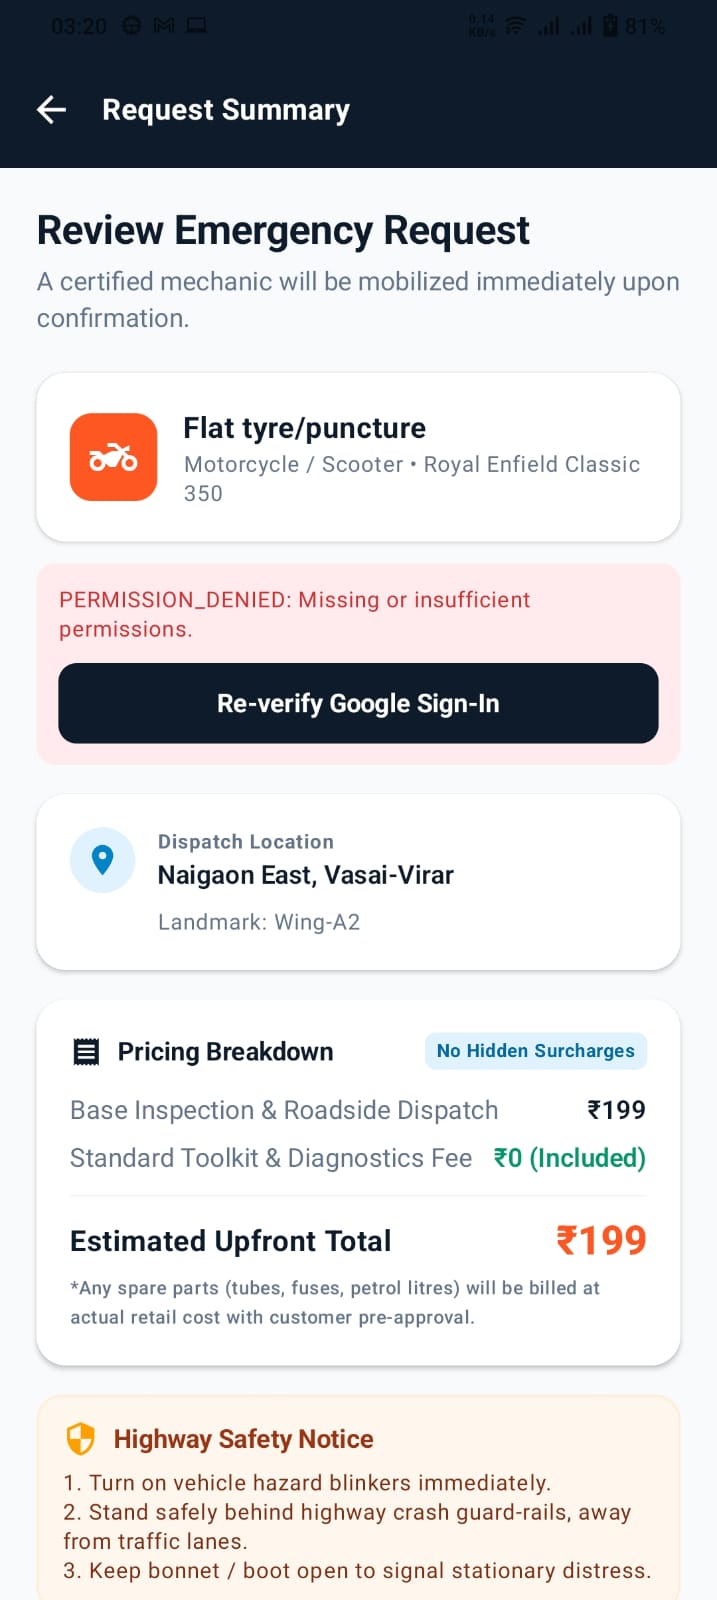 03:20
0.14
KB/s
81%
Request Summary
Review Emergency Request
A certified mechanic will be mobilized immediately upon
confirmation.
Flat tyre/puncture
Motorcycle / Scooter • Royal Enfield Classic
350
PERMISSION_DENIED: Missing or insufficient
permissions.
Re-verify Google Sign-In
Dispatch Location
Naigaon East, Vasai-Virar
Landmark: Wing-A2
Pricing Breakdown
No Hidden Surcharges
Base Inspection & Roadside Dispatch ₹199
Standard Toolkit & Diagnostics Fee ₹0 (Included)
Estimated Upfront Total ₹199
*Any spare parts (tubes, fuses, petrol litres) will be billed at
actual retail cost with customer pre-approval.
Highway Safety Notice
1. Turn on vehicle hazard blinkers immediately.
2. Stand safely behind highway crash guard-rails, away
from traffic lanes.
3. Keep bonnet / boot open to signal stationary distress.